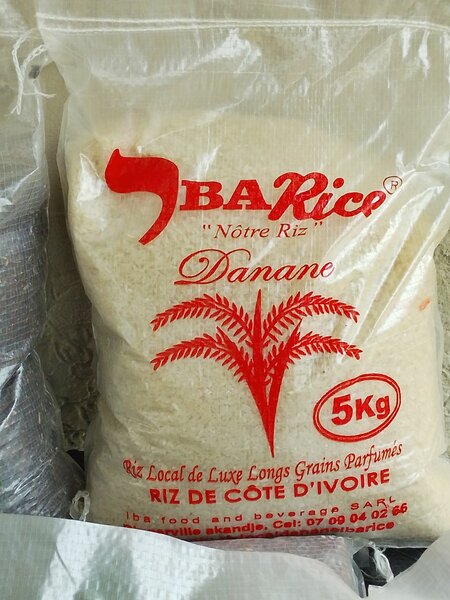 IBARice®
"Nôtre Riz"
Danane
5Kg
Riz Local de Luxe Longs Grains Parfumés
RIZ DE CÔTE D'IVOIRE
iba food and beverage SARL
akandje, Cel: 07 09 04 02 66